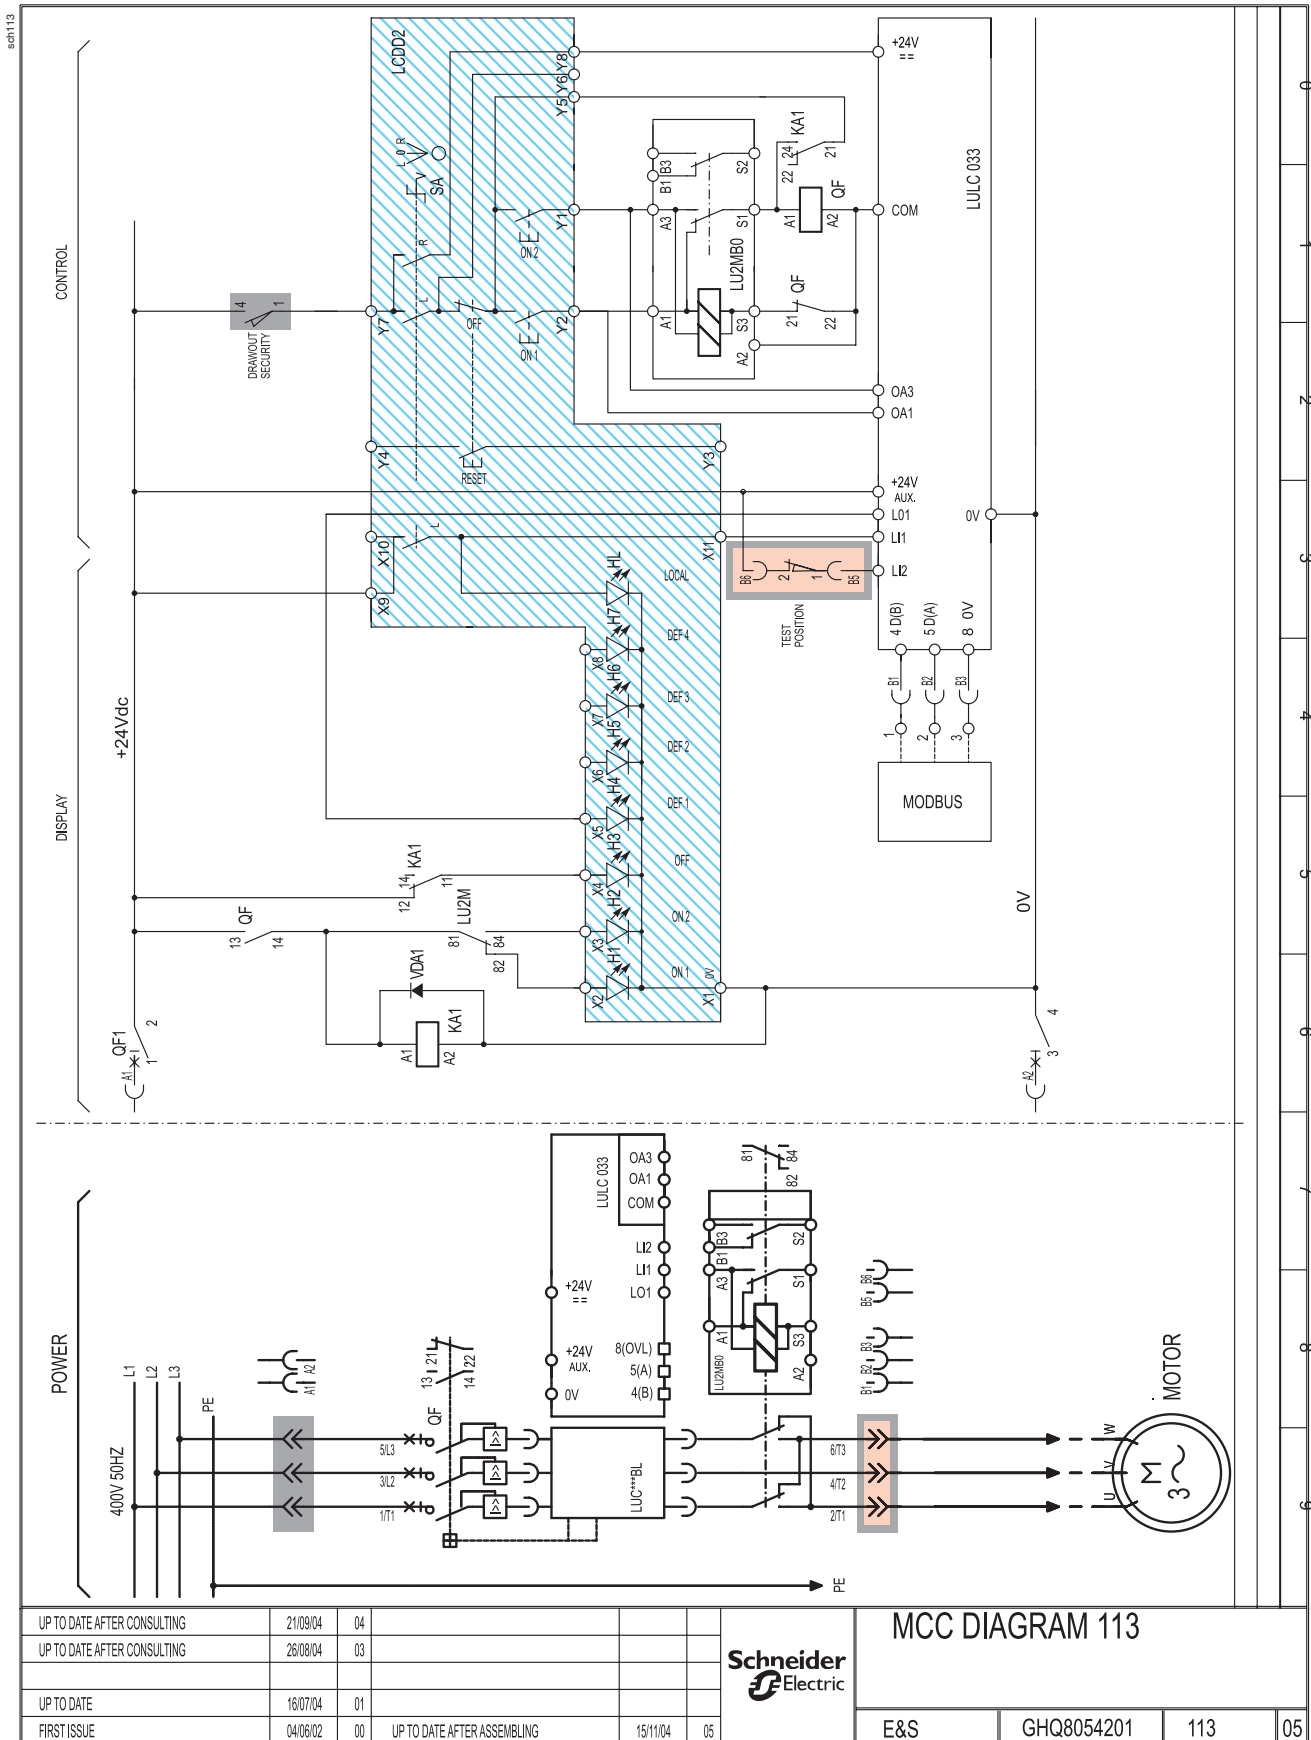 sch113
CONTROL
DISPLAY
POWER
LCDD2
L O R
V
SA
R
L
OFF
ON 2
ON 1
Y8
Y6
Y5
Y1
Y2
Y7
Y4
Y3
RESET
4
1
DRAWOUT
SECURITY
+24V
==
LULC 033
COM
OA3
OA1
+24V
AUX.
LO1
LI1
LI2
0V
B3
B1
S2
A3
S1
LU2MB0
A1
S3
A2
22
24
21
KA1
A1
A2
QF
21
22
QF
X10
X9
L
X11
HL
LOCAL
X8
H7
DEF 4
X7
H6
DEF 3
X6
H5
DEF 2
X5
H4
DEF 1
X4
H3
OFF
X3
H2
ON 2
X2
H1
ON 1
X1
0V
B6
2
1
B5
TEST
POSITION
4 D(B)
5 D(A)
8 0V
B1
B2
B3
1
2
3
MODBUS
+24Vdc
0V
12
14
11
KA1
13
14
QF
81
84
82
LU2M
VDA1
A1
A2
KA1
QF1
A1
1
2
A2
3
4
0
1
2
3
4
5
6
7
8
9
LULC 033
OA3
OA1
COM
LI2
LI1
LO1
+24V
==
+24V
AUX.
0V
8(OVL)
5(A)
4(B)
81
84
82
B3
B1
S2
A3
S1
A1
S3
A2
LU2MB0
B6
B5
B3
B2
B1
L1
L2
L3
PE
400V 50HZ
A1
A2
13
21
14
22
QF
5/L3
3/L2
1/T1
I>>
I>>
I>>
LUC***BL
6/T3
4/T2
2/T1
MOTOR
W
V
U
M
3
PE
UP TO DATE AFTER CONSULTING 21/09/04 04
UP TO DATE AFTER CONSULTING 26/08/04 03
UP TO DATE 16/07/04 01
FIRST ISSUE 04/06/02 00 UP TO DATE AFTER ASSEMBLING 15/11/04 05
Schneider
Electric
MCC DIAGRAM 113
E&S GHQ8054201 113 05